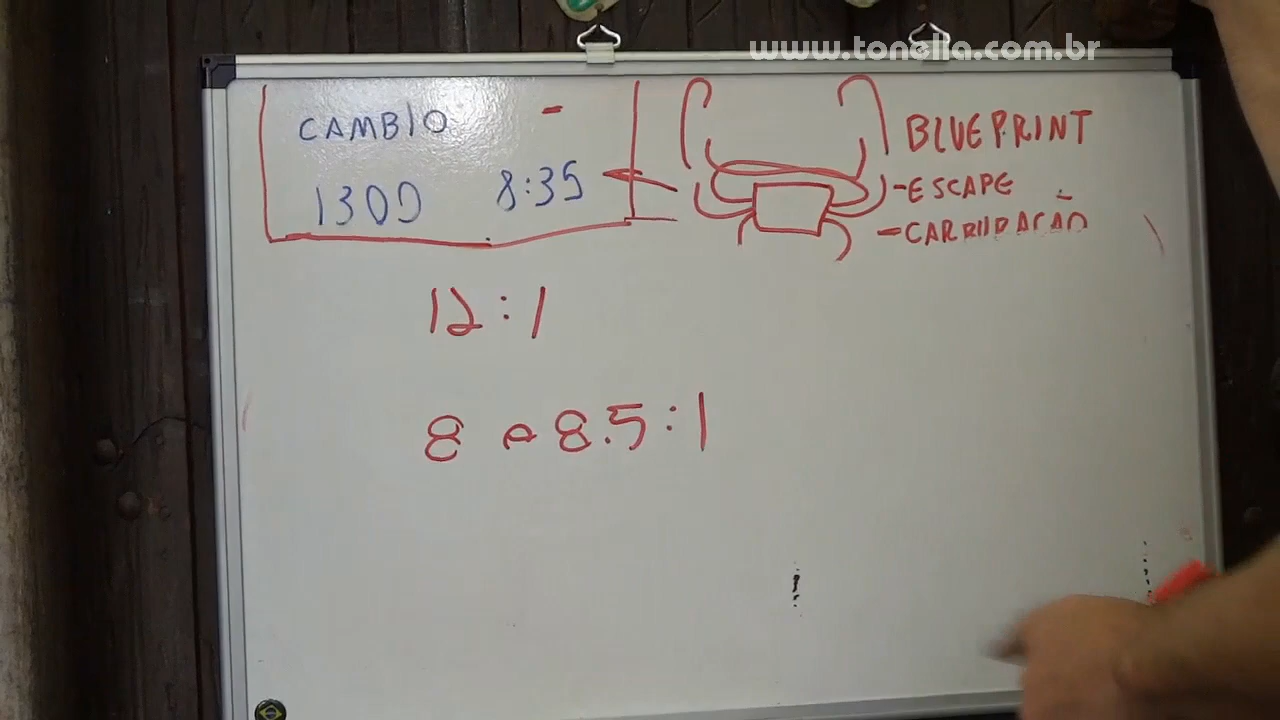 www.tonella.com.br
CAMBIO -
1300 8:35
BLUEPRINT
-ESCAPE
-CARBURAÇÃO
12:1
8 a 8.5:1